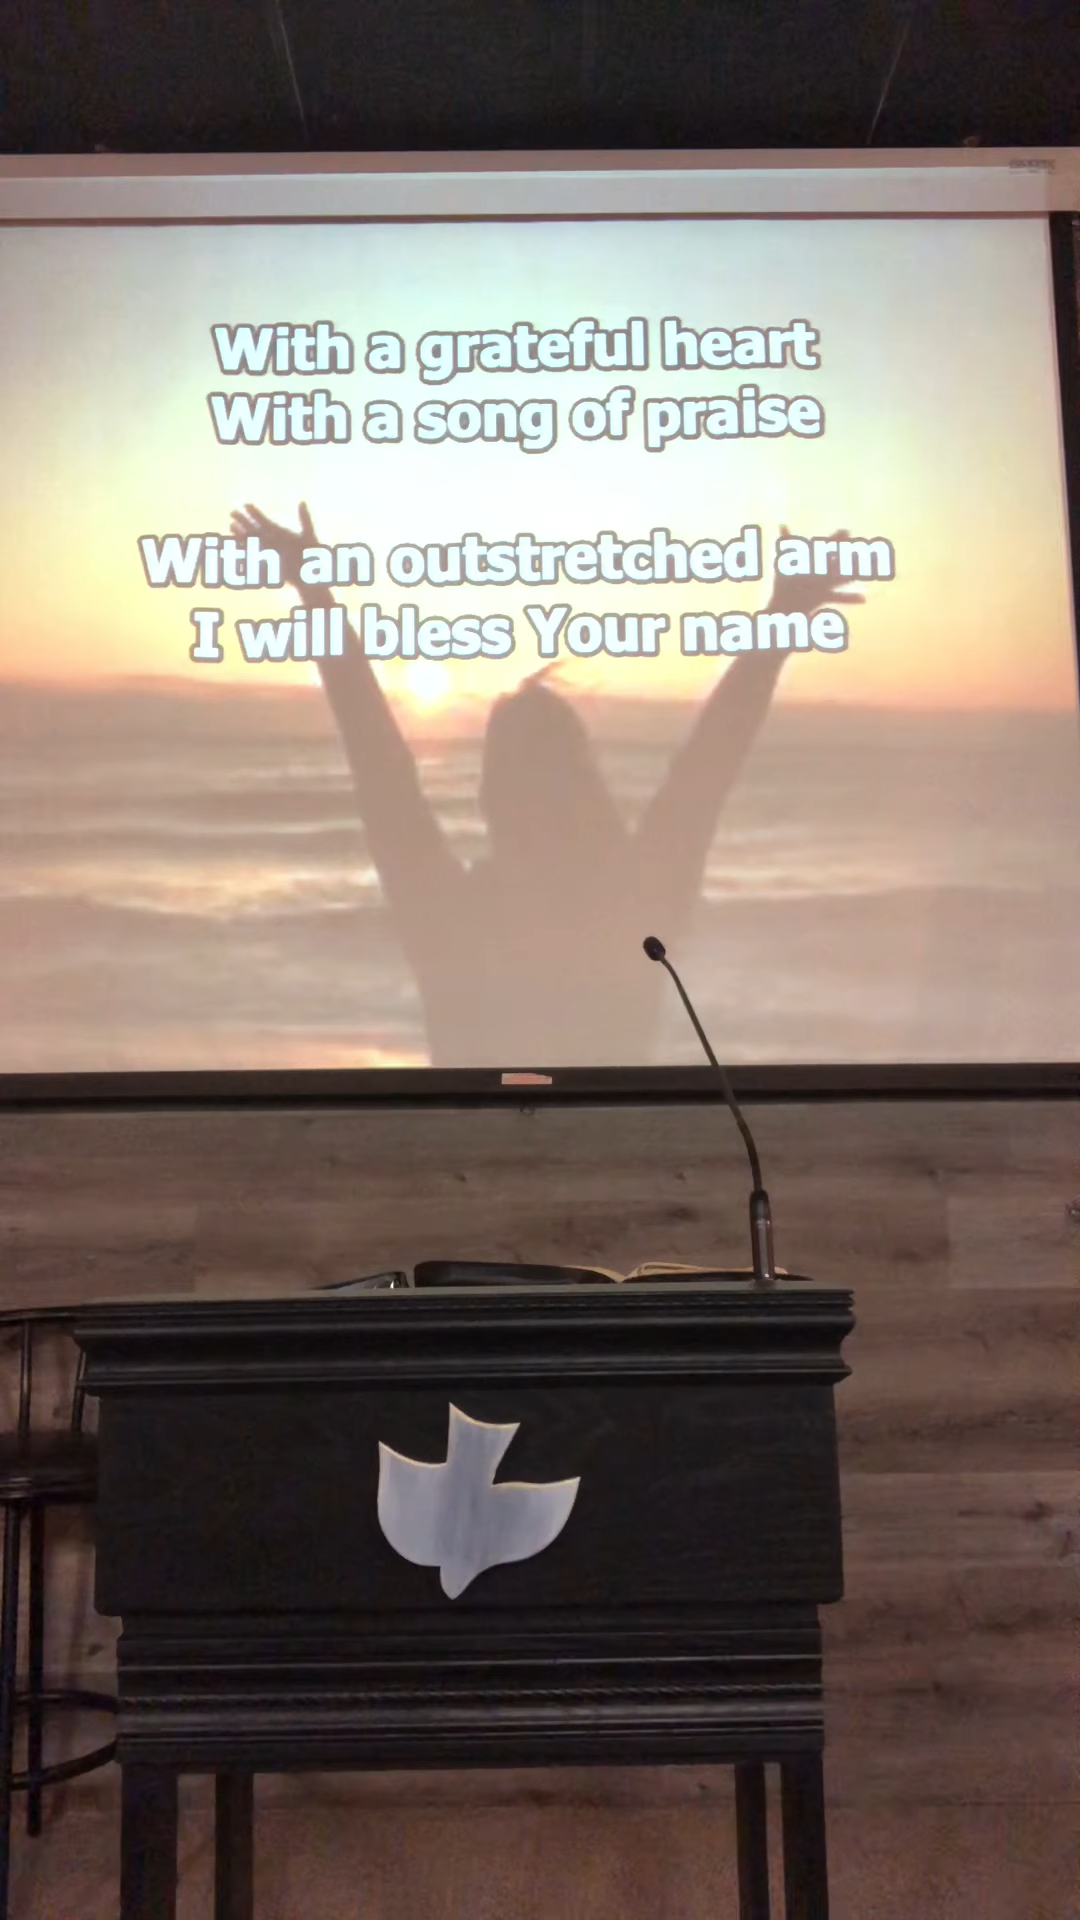 With a grateful heart
With a song of praise
With an outstretched arm
I will bless Your name